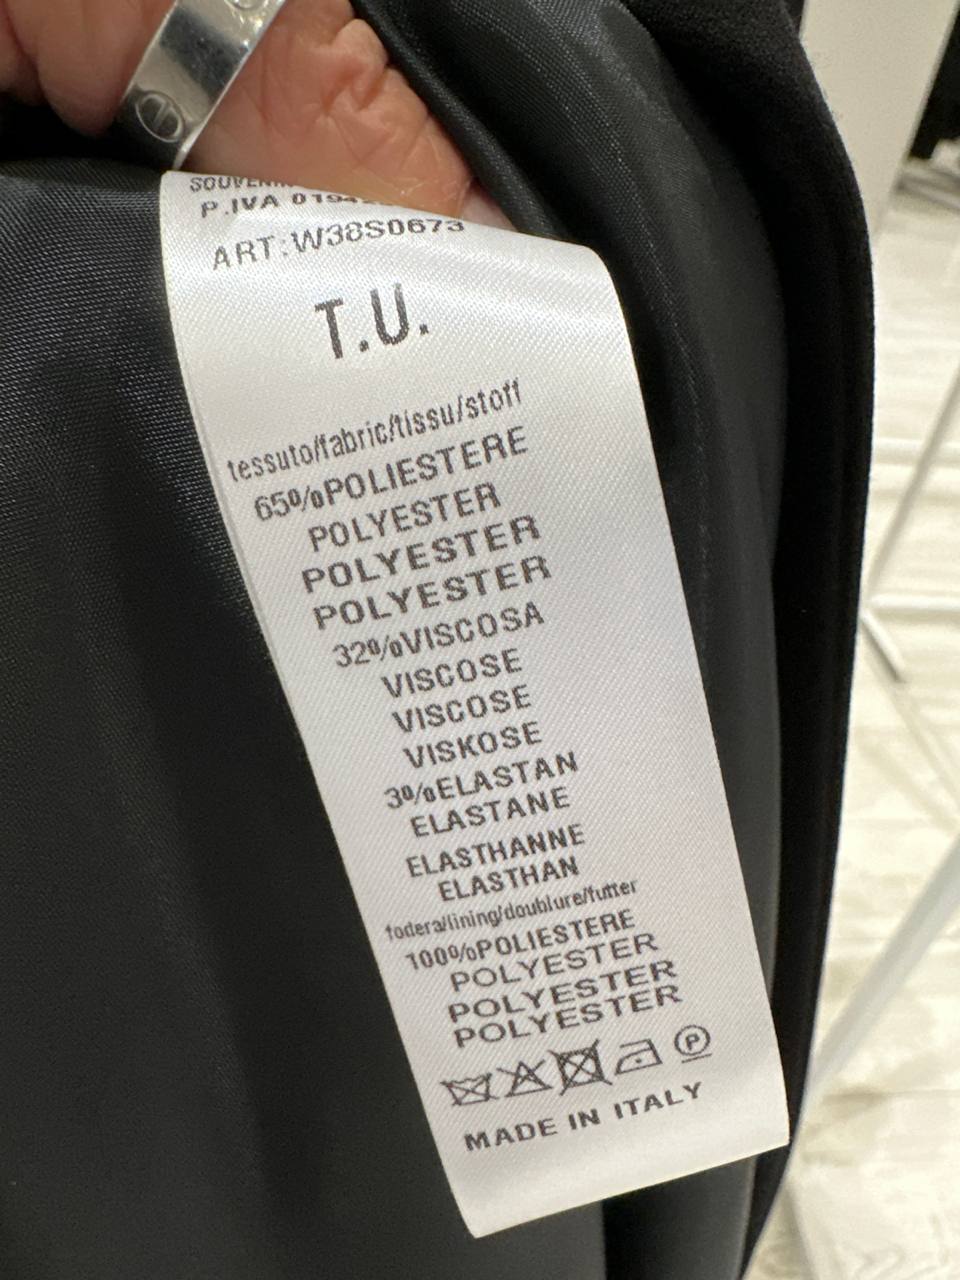 P.IVA
ART:W38S0673
T.U.
tessuto/fabric/tissu/stoff
65%POLIESTERE
POLYESTER
POLYESTER
POLYESTER
32%VISCOSA
VISCOSE
VISCOSE
VISKOSE
3%ELASTAN
ELASTANE
ELASTHANNE
ELASTHAN
fodera/lining/doublure/futter
100%POLIESTERE
POLYESTER
POLYESTER
POLYESTER
P
MADE IN ITALY